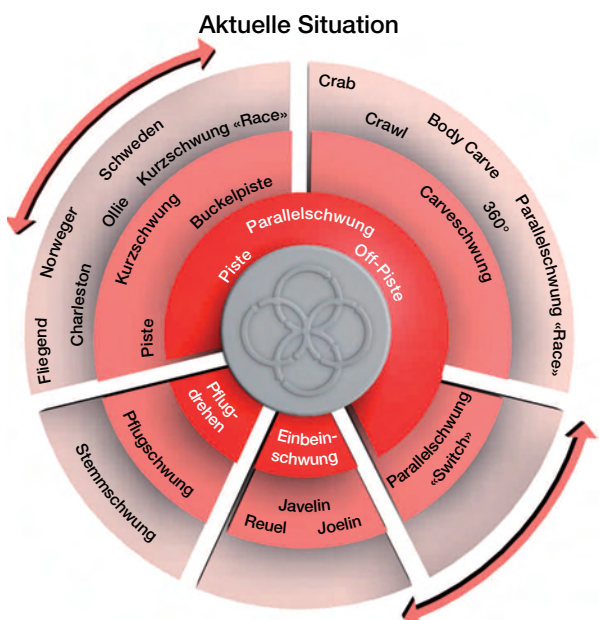 Aktuelle Situation
Crab
Crawl
Body Carve
360°
Parallelschwung «Race»
Carveschwung
Schweden
Kurzschwung «Race»
Norweger
Ollie
Kurzschwung
Buckelpiste
Fliegend
Charleston
Piste
Parallelschwung
Piste
Off-Piste
Pflug-
drehen
Pflugschwung
Stemmschwung
Einbein-
schwung
Javelin
Reuel
Joelin
Parallelschwung
«Switch»